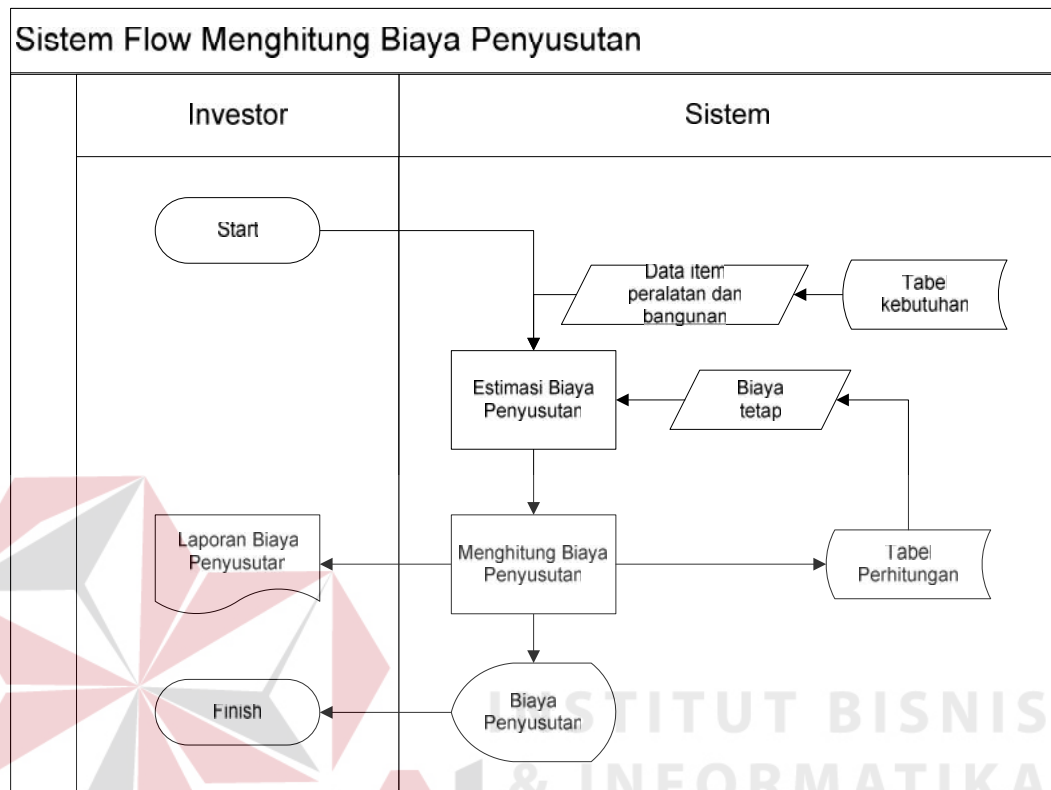 Sistem Flow Menghitung Biaya Penyusutan
Investor
Sistem
Start
Data item
peralatan dan
bangunan
Tabel
kebutuhan
Estimasi Biaya
Penyusutan
Biaya
tetap
Laporan Biaya
Penyusutan
Menghitung Biaya
Penyusutan
Tabel
Perhitungan
Finish
Biaya
Penyusutan
INSTITUT BISNIS
& INFORMATIKA